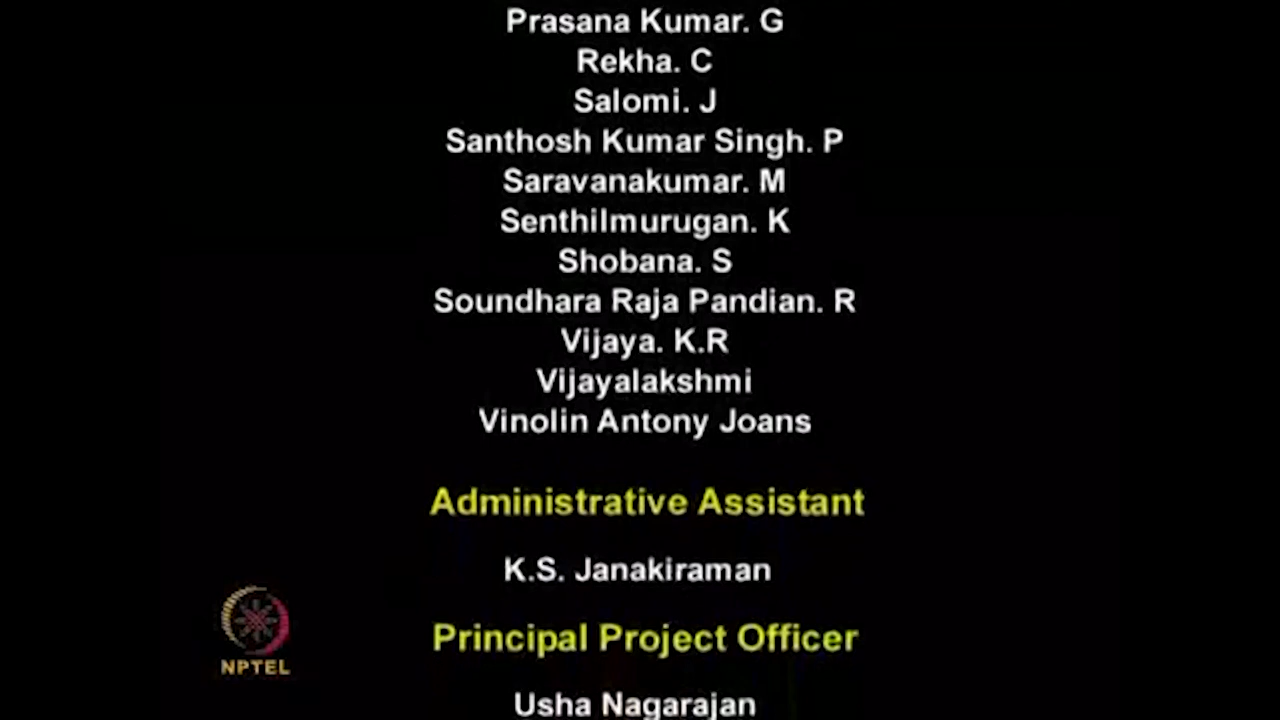 Prasana Kumar. G
Rekha. C
Salomi. J
Santhosh Kumar Singh. P
Saravanakumar. M
Senthilmurugan. K
Shobana. S
Soundhara Raja Pandian. R
Vijaya. K.R
Vijayalakshmi
Vinolin Antony Joans
Administrative Assistant
K.S. Janakiraman
Principal Project Officer
Usha Nagarajan
NPTEL